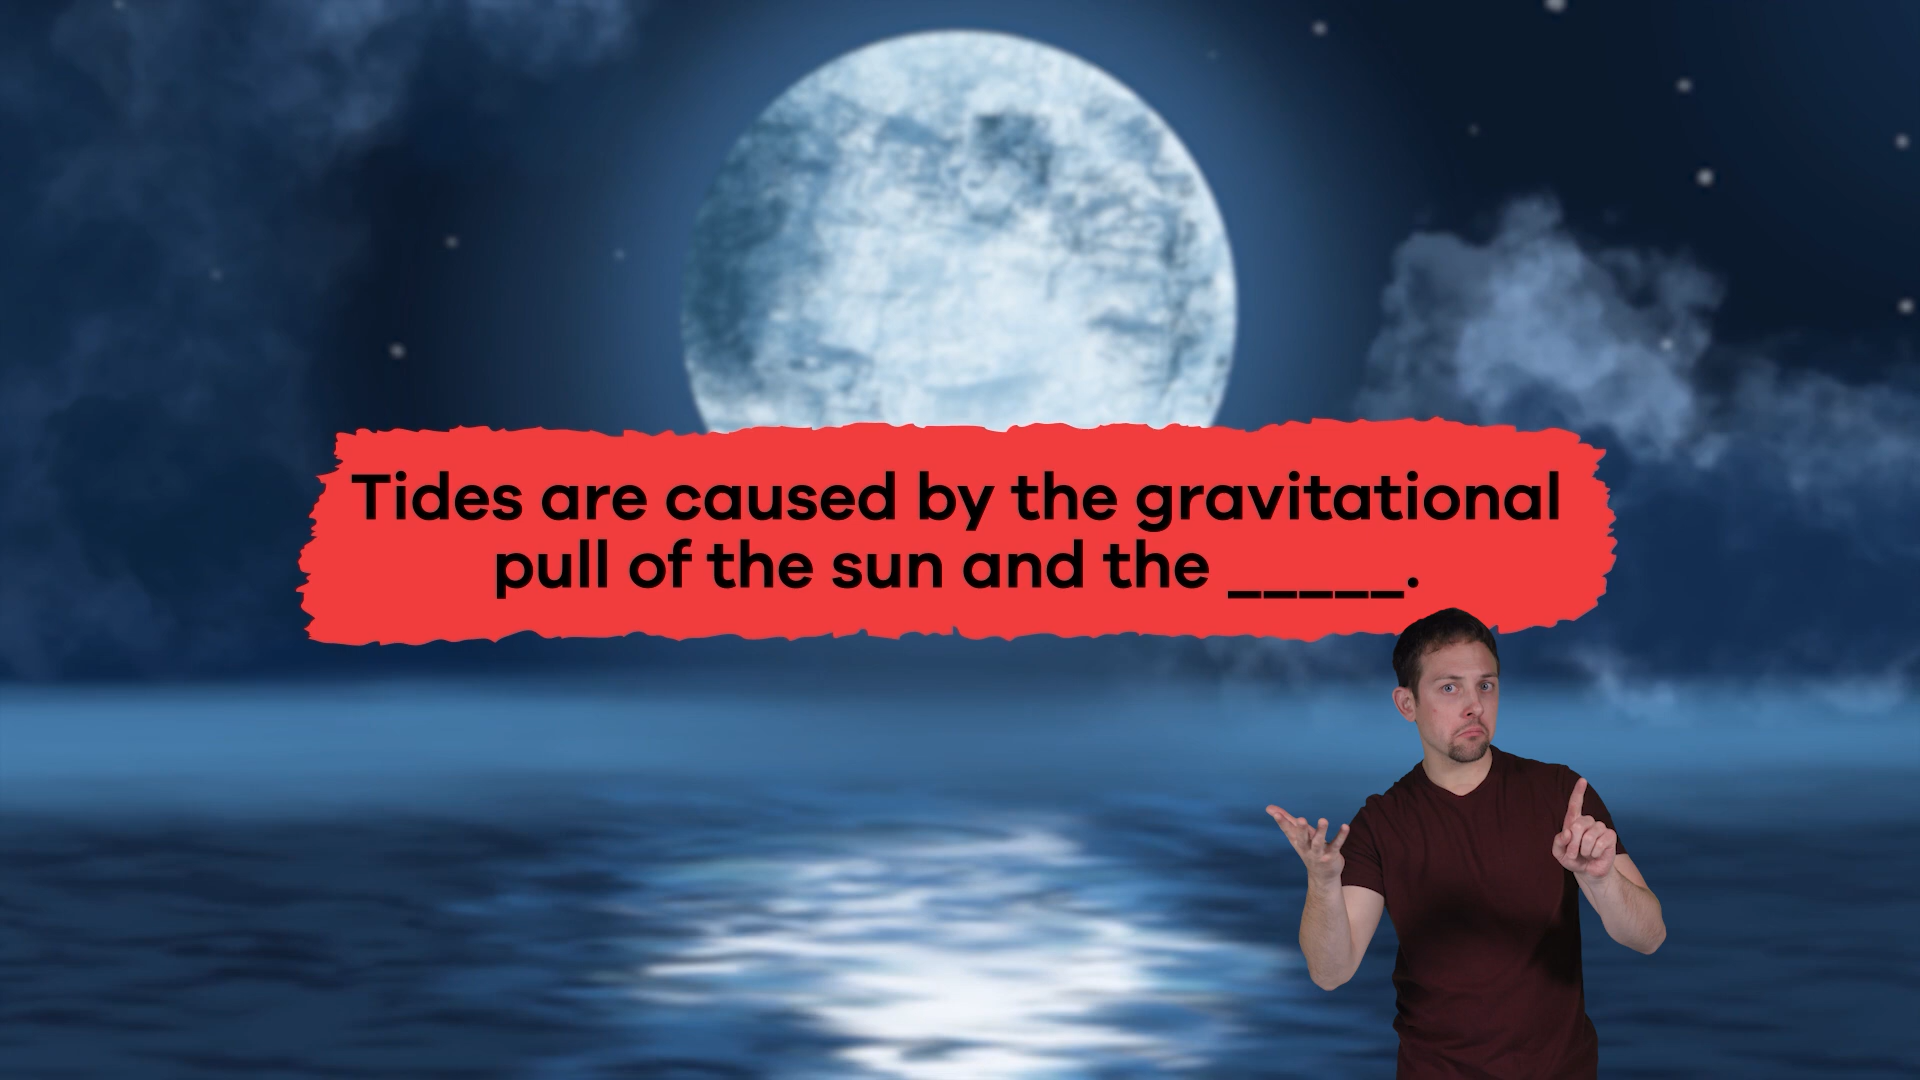 Tides are caused by the gravitational
pull of the sun and the _____.